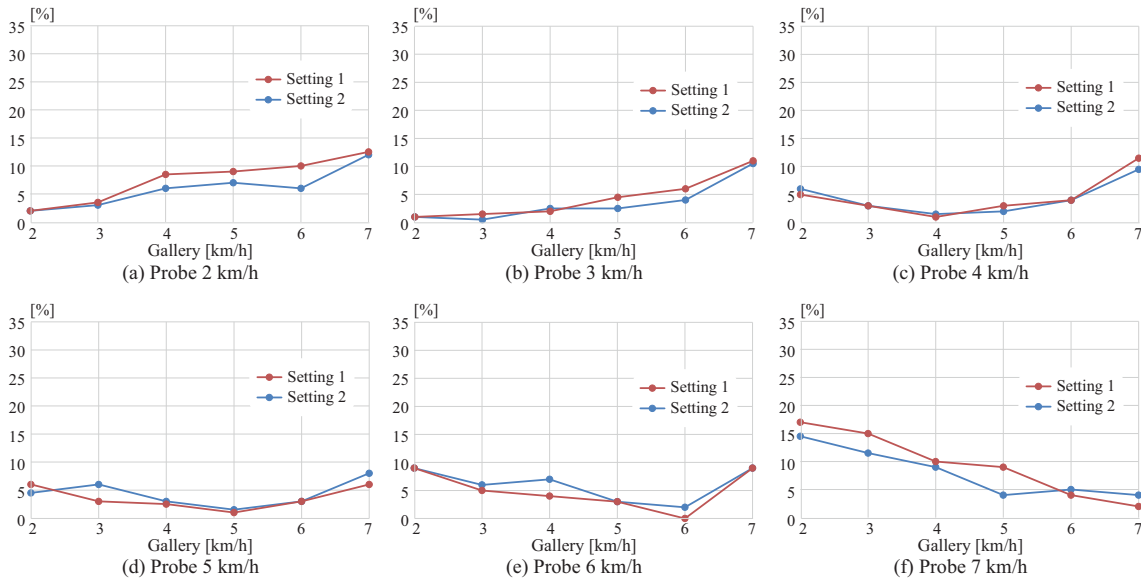 [%]
35
30
25
20
15
10
5
0
Setting 1
Setting 2
2 3 4 5 6 7
Gallery [km/h]
(a) Probe 2 km/h
[%]
35
30
25
20
15
10
5
0
Setting 1
Setting 2
2 3 4 5 6 7
Gallery [km/h]
(b) Probe 3 km/h
[%]
35
30
25
20
15
10
5
0
Setting 1
Setting 2
2 3 4 5 6 7
Gallery [km/h]
(c) Probe 4 km/h
[%]
35
30
25
20
15
10
5
0
Setting 1
Setting 2
2 3 4 5 6 7
Gallery [km/h]
(d) Probe 5 km/h
[%]
35
30
25
20
15
10
5
0
Setting 1
Setting 2
2 3 4 5 6 7
Gallery [km/h]
(e) Probe 6 km/h
[%]
35
30
25
20
15
10
5
0
Setting 1
Setting 2
2 3 4 5 6 7
Gallery [km/h]
(f) Probe 7 km/h